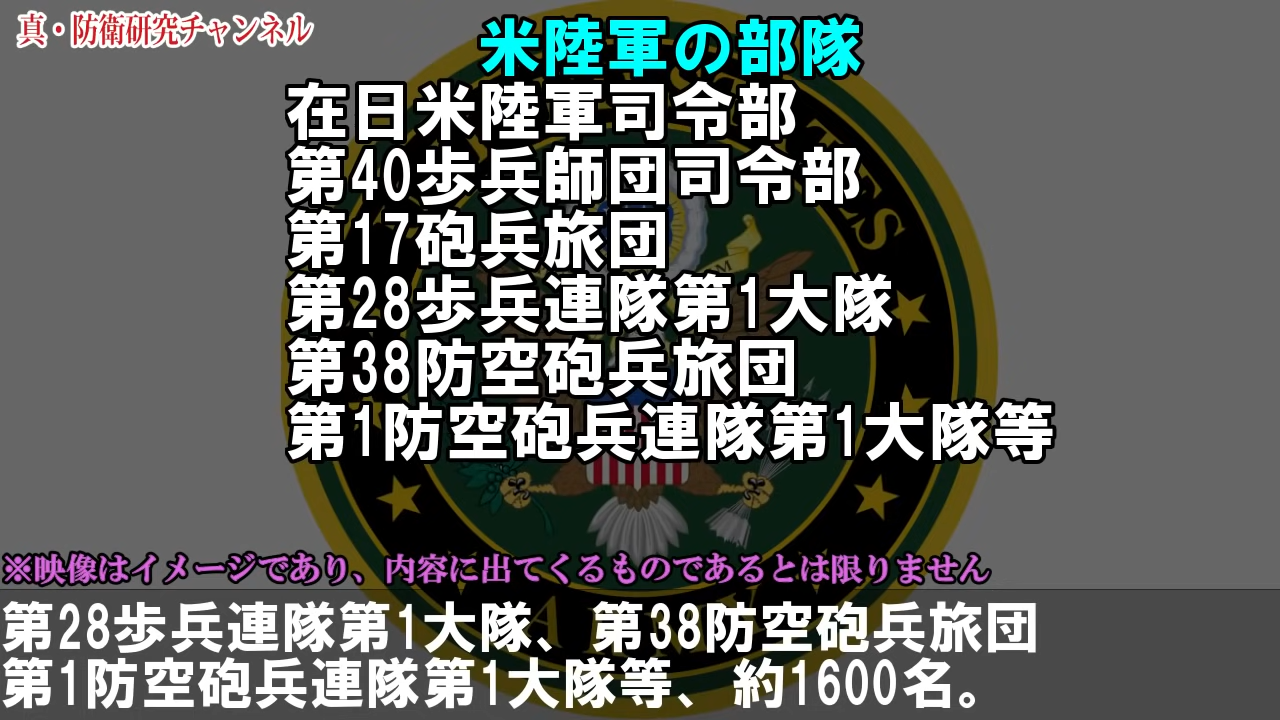 真・防衛研究チャンネル
米陸軍の部隊
在日米陸軍司令部
第40歩兵師団司令部
第17砲兵旅団
第28歩兵連隊第1大隊
第38防空砲兵旅団
第1防空砲兵連隊第1大隊等
※映像はイメージであり、内容に出てくるものであるとは限りません
第28歩兵連隊第1大隊、第38防空砲兵旅団
第1防空砲兵連隊第1大隊等、約1600名。